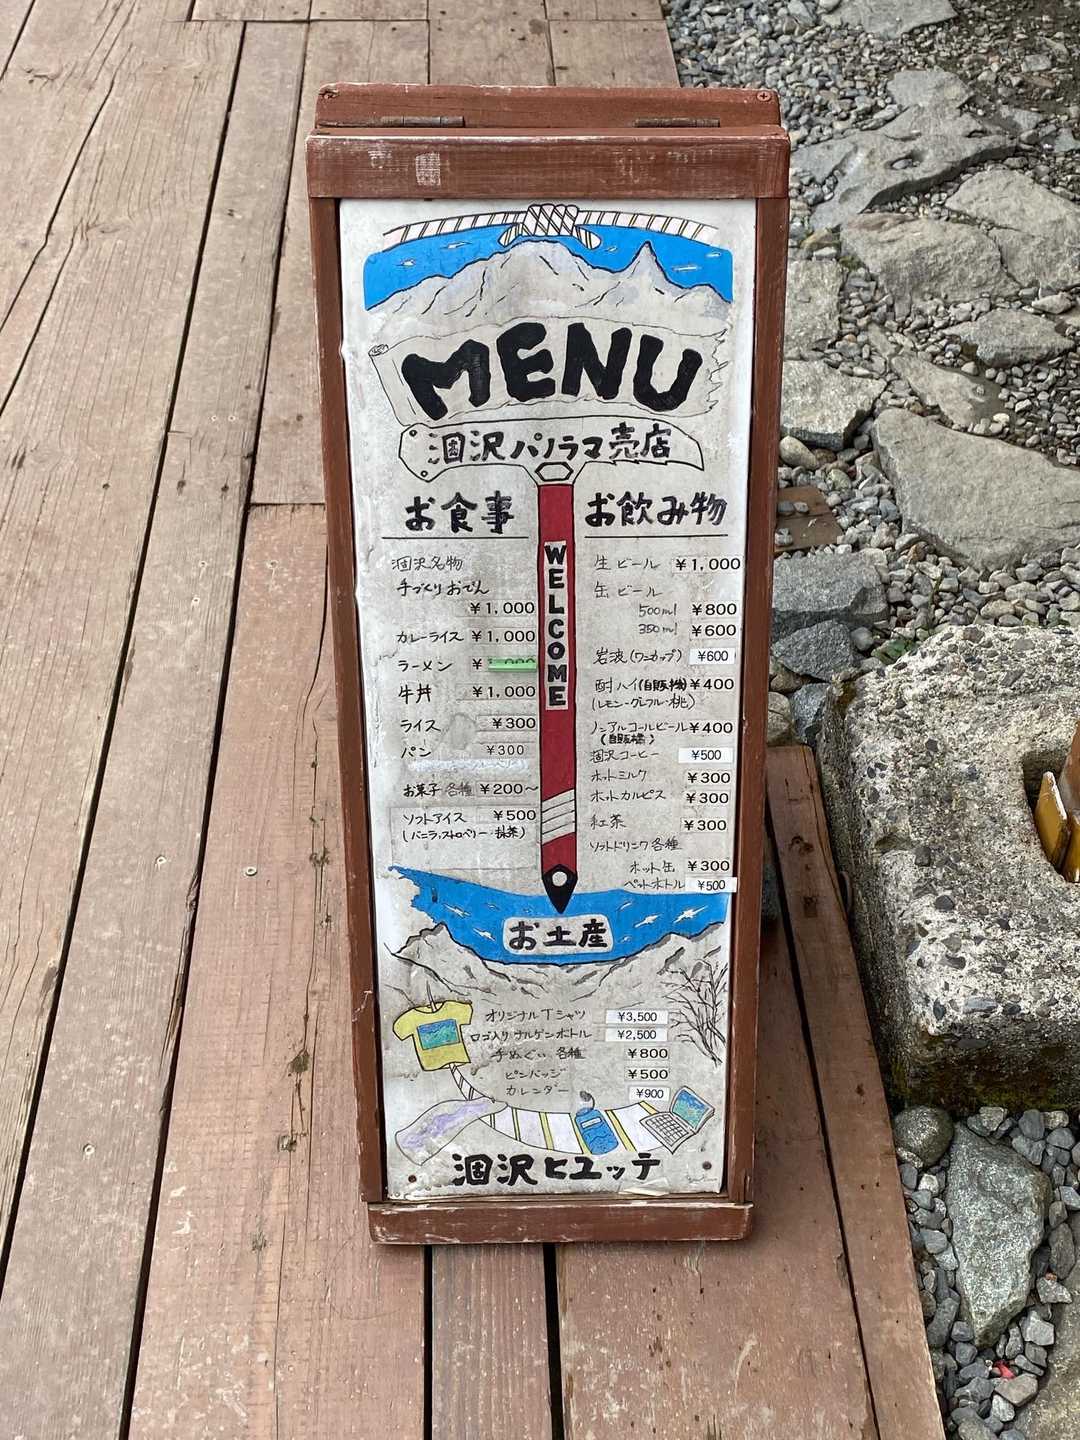 MENU
涸沢パノラマ売店
WELCOME
お食事
涸沢名物
手づくりおでん
¥1,000
カレーライス ¥1,000
ラーメン ¥
牛丼 ¥1,000
ライス ¥300
パン ¥300
お菓子 各種 ¥200～
ソフトアイス ¥500
(バニラ,ストロベリー・抹茶)
お飲み物
生ビール ¥1,000
缶ビール
500ml ¥800
350ml ¥600
岩波(ワンカップ) ¥600
酎ハイ(自販機) ¥400
(レモン・グレフル・桃)
ノンアルコールビール ¥400
(自販機)
涸沢コーヒー ¥500
ホットミルク ¥300
ホットカルピス ¥300
紅茶 ¥300
ソフトドリンク各種
ホット缶 ¥300
ペットボトル ¥500
お土産
オリジナルTシャツ ¥3,500
ロゴ入りナルゲンボトル ¥2,500
手ぬぐい 各種 ¥800
ピンバッジ ¥500
カレンダー ¥900
涸沢ヒュッテ